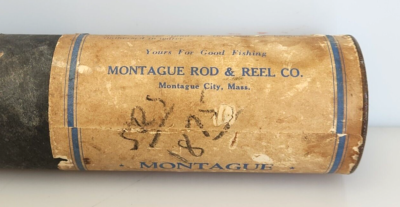 Yours For Good Fishing
MONTAGUE ROD & REEL CO.
Montague City, Mass.
MONTAGUE